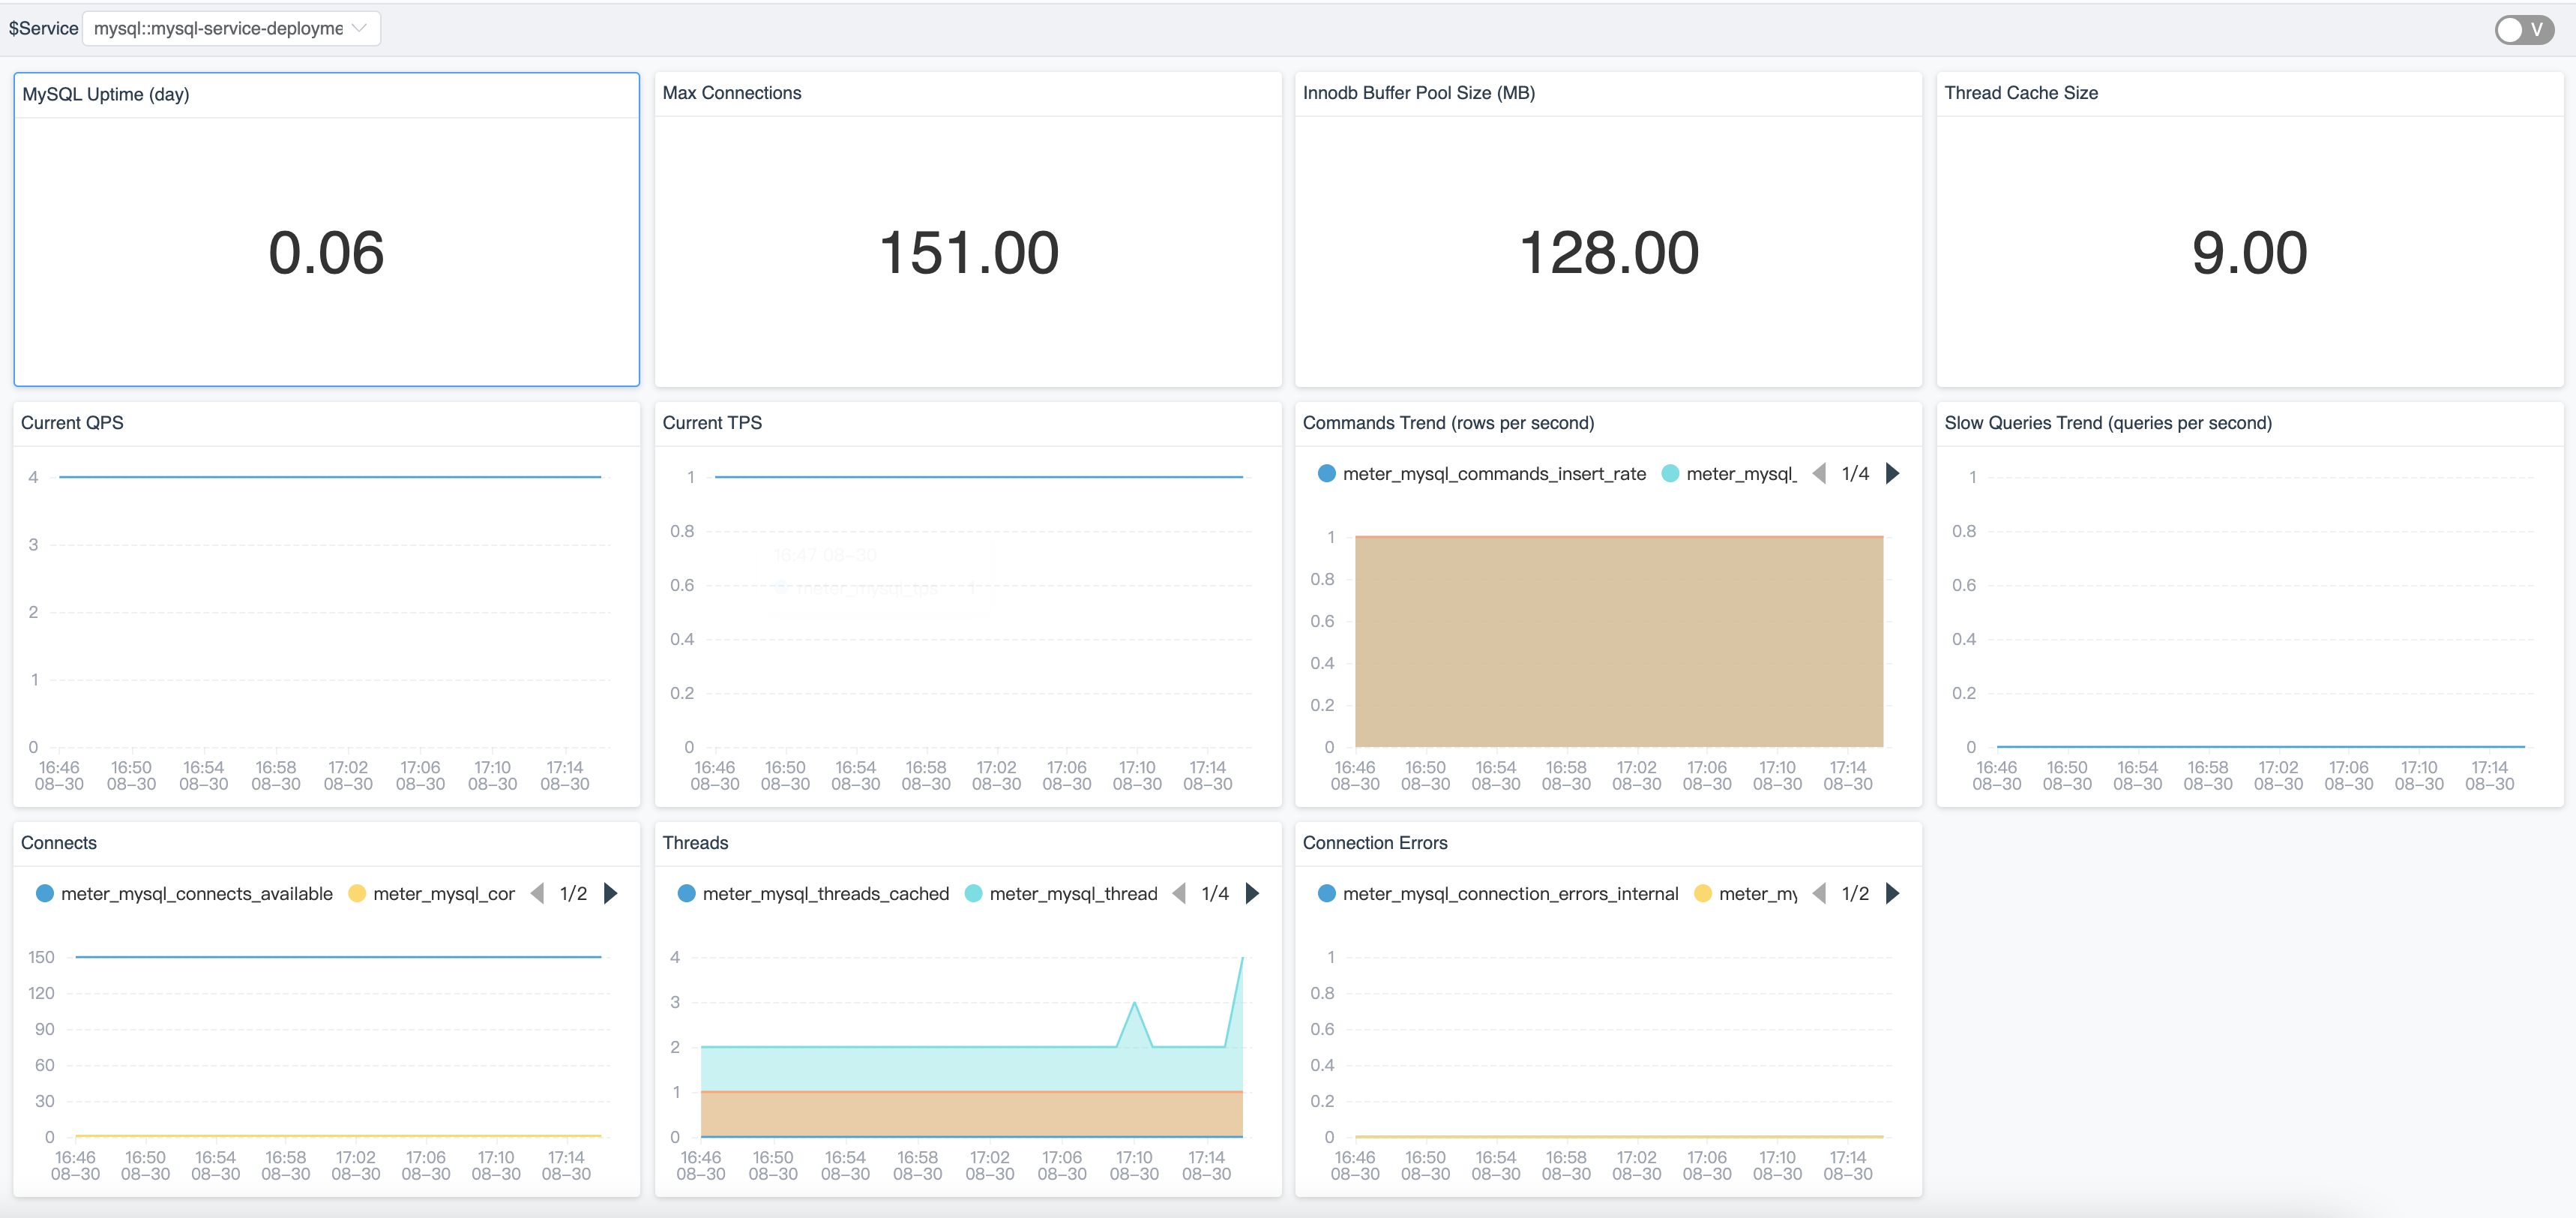 $Service mysql::mysql-service-deployme V
MySQL Uptime (day)
0.06
Max Connections
151.00
Innodb Buffer Pool Size (MB)
128.00
Thread Cache Size
9.00
Current QPS
4
3
2
1
0
16:46 16:50 16:54 16:58 17:02 17:06 17:10 17:14
08-30 08-30 08-30 08-30 08-30 08-30 08-30 08-30
Current TPS
1
0.8
16:47 08-30
0.6
meter_mysql_tps 1
0.4
0.2
0
16:46 16:50 16:54 16:58 17:02 17:06 17:10 17:14
08-30 08-30 08-30 08-30 08-30 08-30 08-30 08-30
Commands Trend (rows per second)
meter_mysql_commands_insert_rate meter_mysql_ 1/4
1
0.8
0.6
0.4
0.2
0
16:46 16:50 16:54 16:58 17:02 17:06 17:10 17:14
08-30 08-30 08-30 08-30 08-30 08-30 08-30 08-30
Slow Queries Trend (queries per second)
1
0.8
0.6
0.4
0.2
0
16:46 16:50 16:54 16:58 17:02 17:06 17:10 17:14
08-30 08-30 08-30 08-30 08-30 08-30 08-30 08-30
Connects
meter_mysql_connects_available meter_mysql_cor 1/2
150
120
90
60
30
0
16:46 16:50 16:54 16:58 17:02 17:06 17:10 17:14
08-30 08-30 08-30 08-30 08-30 08-30 08-30 08-30
Threads
meter_mysql_threads_cached meter_mysql_thread 1/4
4
3
2
1
0
16:46 16:50 16:54 16:58 17:02 17:06 17:10 17:14
08-30 08-30 08-30 08-30 08-30 08-30 08-30 08-30
Connection Errors
meter_mysql_connection_errors_internal meter_my 1/2
1
0.8
0.6
0.4
0.2
0
16:46 16:50 16:54 16:58 17:02 17:06 17:10 17:14
08-30 08-30 08-30 08-30 08-30 08-30 08-30 08-30